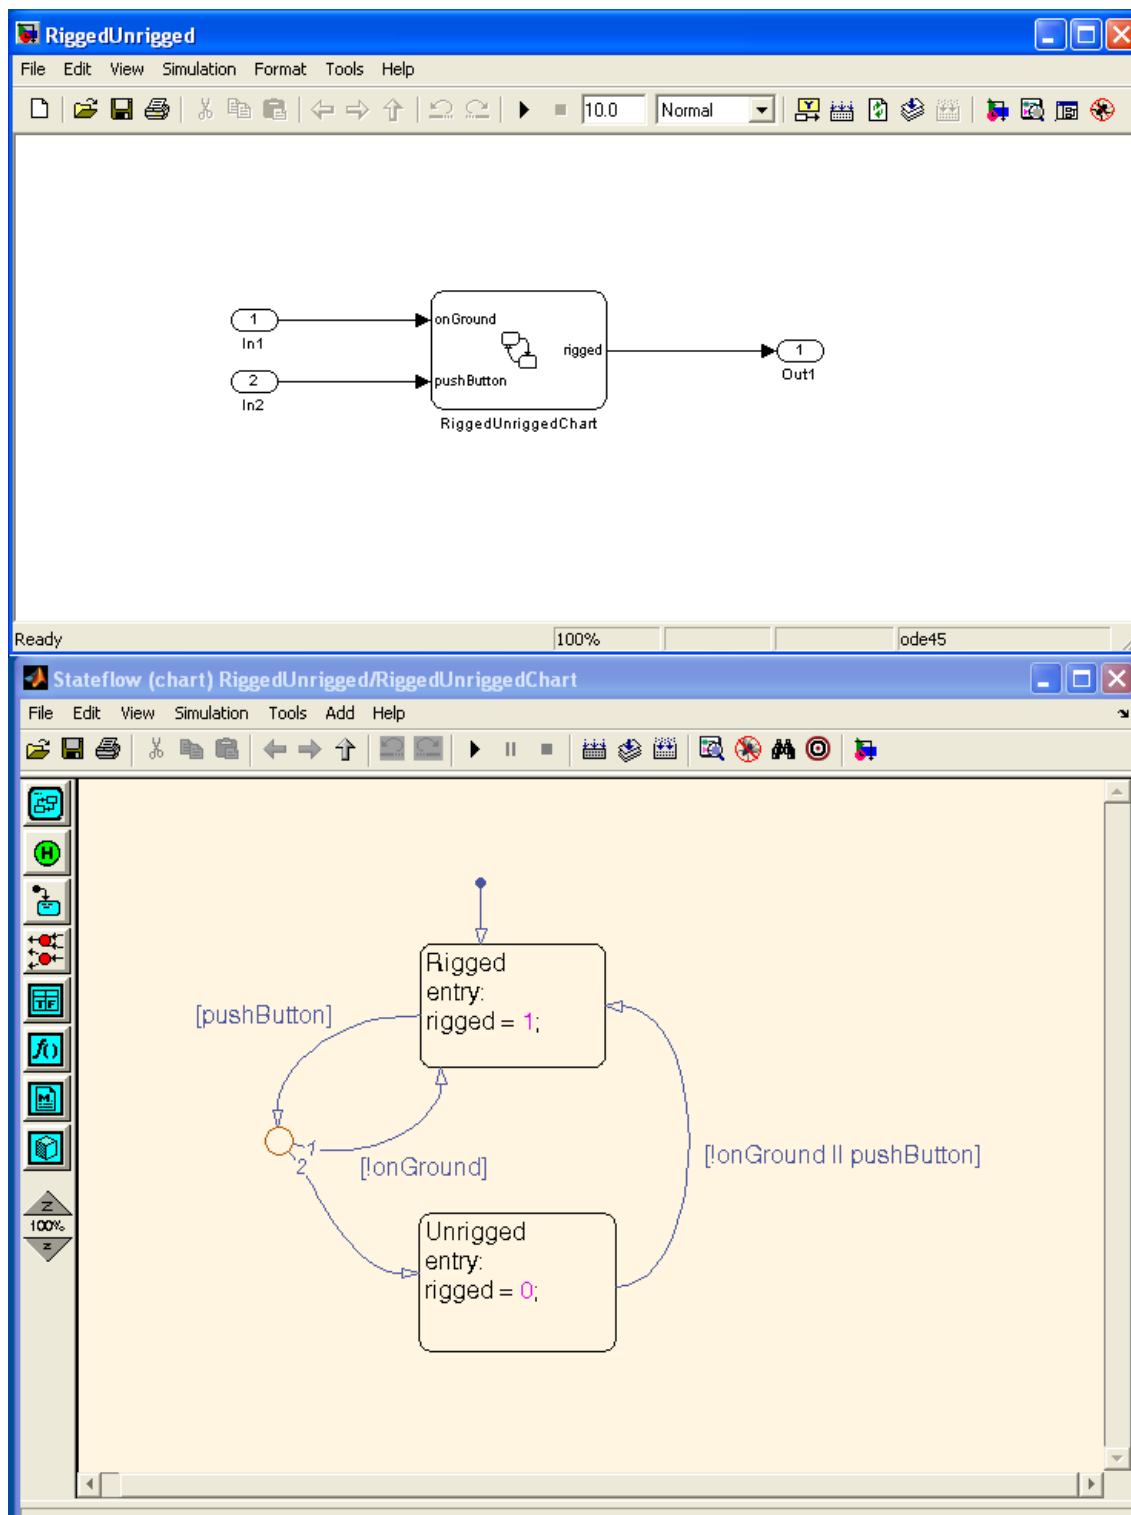 RiggedUnrigged
File Edit View Simulation Format Tools Help
10.0 Normal
1
In1
2
In2
onGround
pushButton
rigged
RiggedUnriggedChart
1
Out1
Ready 100% ode45
Stateflow (chart) RiggedUnrigged/RiggedUnriggedChart
File Edit View Simulation Tools Add Help
Rigged
entry:
rigged = 1;
[pushButton]
1
2
[!onGround]
[!onGround || pushButton]
Unrigged
entry:
rigged = 0;
100%